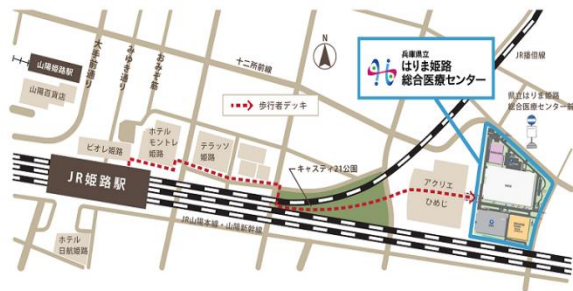 山陽姫路駅
山陽百貨店
大手前通り
みゆき通り
おみぞ筋
十二所前線
N
兵庫県立
はりま姫路
総合医療センター
JR播但線
県立はりま姫路
総合医療センター前
歩行者デッキ
ピオレ姫路
ホテル
モントレ
姫路
テラッソ
姫路
キャスティ21公園
アクリエ
ひめじ
JR姫路駅
JR山陽本線・山陽新幹線
ホテル
日航姫路